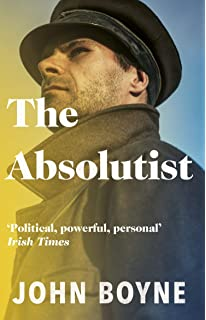 The
Absolutist
‘Political, powerful, personal’
Irish Times
JOHN BOYNE